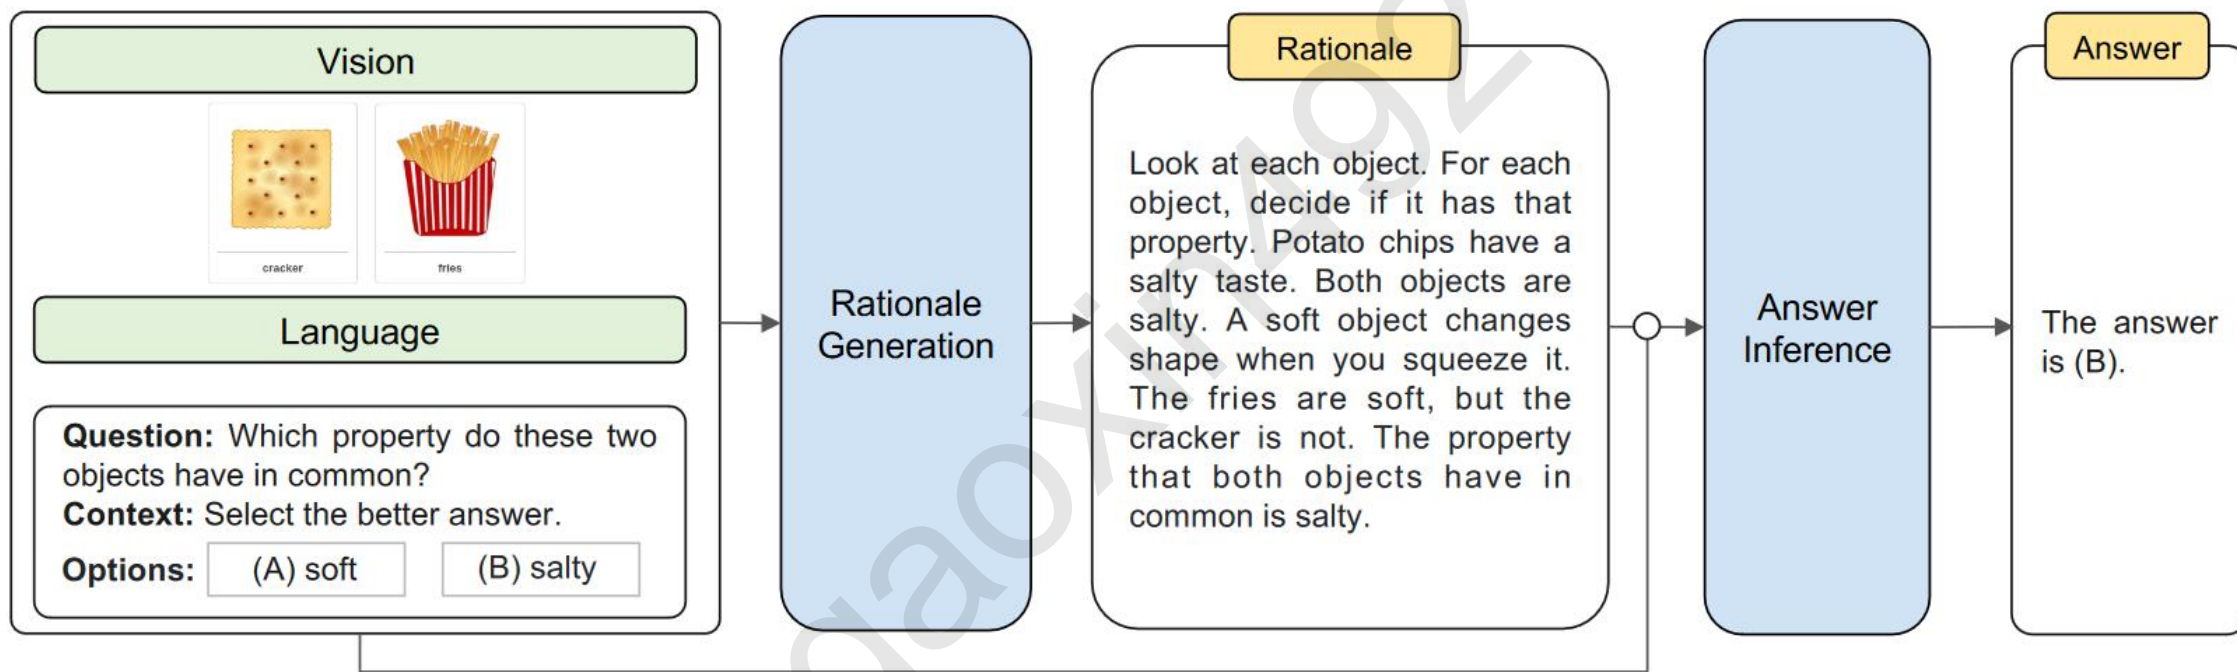 Vision
cracker
fries
Language
Question: Which property do these two
objects have in common?
Context: Select the better answer.
Options: (A) soft (B) salty
Rationale
Generation
Rationale
Look at each object. For each
object, decide if it has that
property. Potato chips have a
salty taste. Both objects are
salty. A soft object changes
shape when you squeeze it.
The fries are soft, but the
cracker is not. The property
that both objects have in
common is salty.
Answer
Inference
Answer
The answer
is (B).